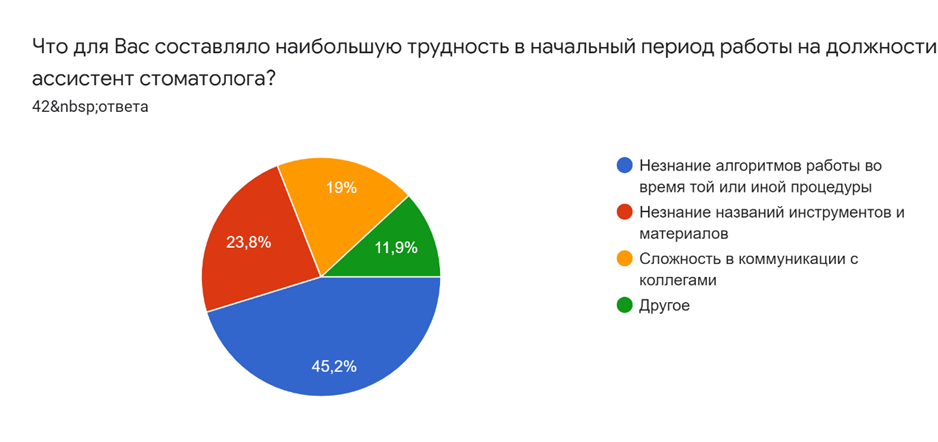 Что для Вас составляло наибольшую трудность в начальный период работы на должности
ассистент стоматолога?
42&nbsp;ответа
19%
23,8%
11,9%
45,2%
Незнание алгоритмов работы во
время той или иной процедуры
Незнание названий инструментов и
материалов
Сложность в коммуникации с
коллегами
Другое